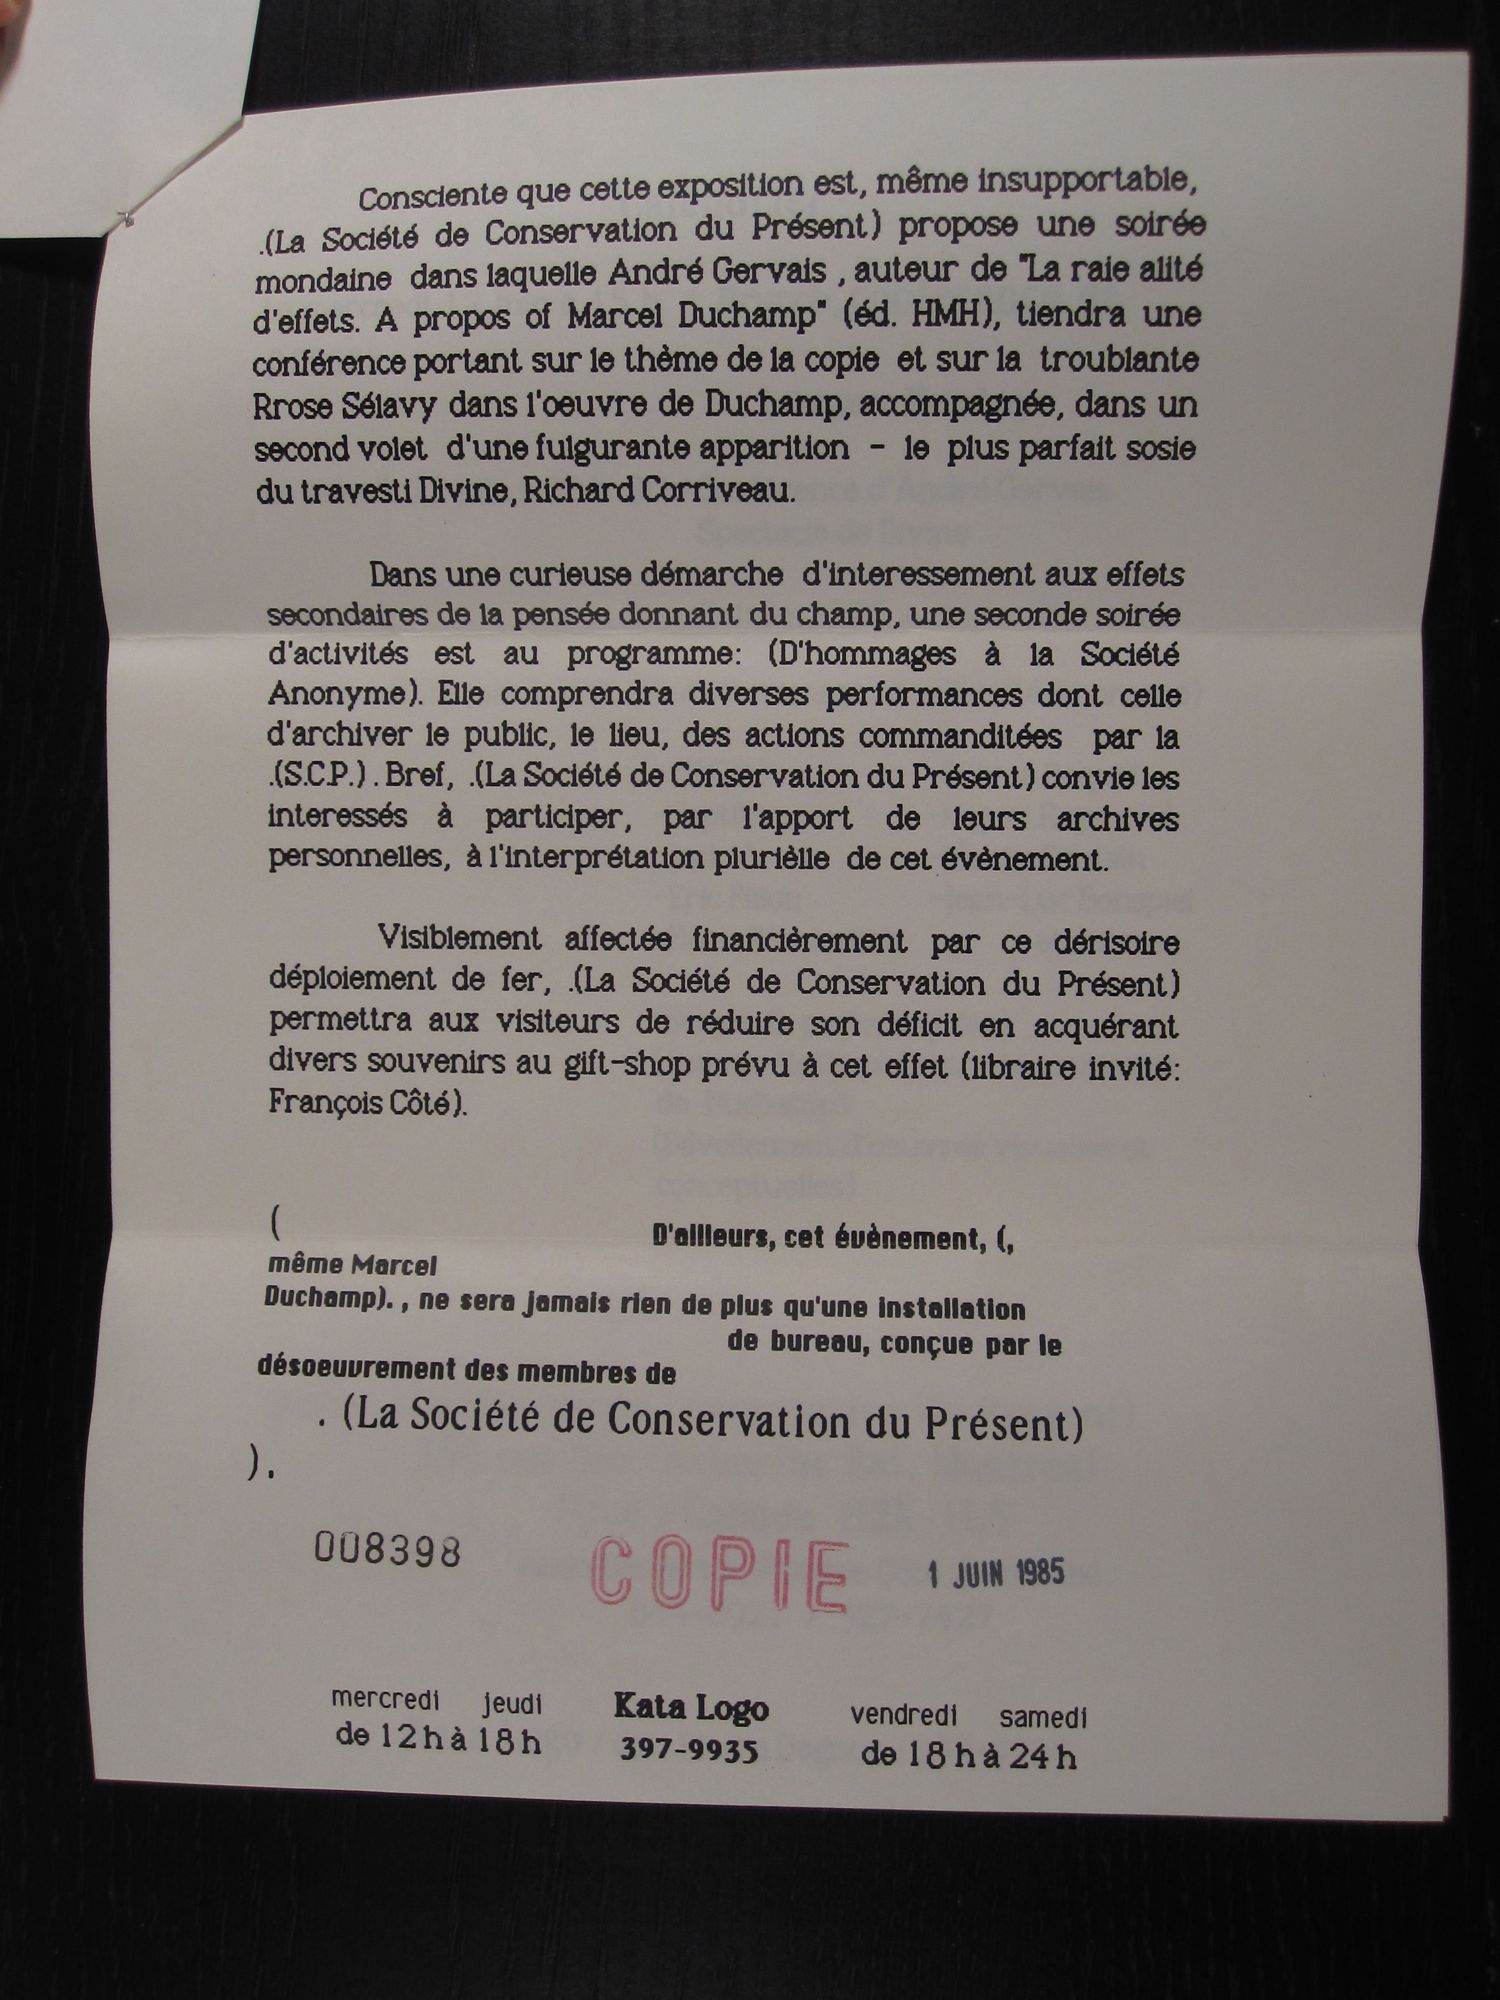 Consciente que cette exposition est, même insupportable,
.(La Société de Conservation du Présent) propose une soirée
mondaine dans laquelle André Gervais , auteur de "La raie alité
d'effets. A propos of Marcel Duchamp" (éd. HMH), tiendra une
conférence portant sur le thème de la copie et sur la troublante
Rrose Sélavy dans l'oeuvre de Duchamp, accompagnée, dans un
second volet d'une fulgurante apparition - le plus parfait sosie
du travesti Divine, Richard Corriveau.
Dans une curieuse démarche d'interessement aux effets
secondaires de la pensée donnant du champ, une seconde soirée
d'activités est au programme: (D'hommages à la Société
Anonyme). Elle comprendra diverses performances dont celle
d'archiver le public, le lieu, des actions commanditées par la
.(S.C.P.) . Bref, .(La Société de Conservation du Présent) convie les
interessés à participer, par l'apport de leurs archives
personnelles, à l'interprétation plurièlle de cet évènement.
Visiblement affectée financièrement par ce dérisoire
déploiement de fer, .(La Société de Conservation du Présent)
permettra aux visiteurs de réduire son déficit en acquérant
divers souvenirs au gift-shop prévu à cet effet (libraire invité:
François Côté).
( D'ailleurs, cet évènement, (,
même Marcel
Duchamp). , ne sera jamais rien de plus qu'une installation
de bureau, conçue par le
désoeuvrement des membres de
. (La Société de Conservation du Présent)
).
008398 COPIE 1 JUIN 1985
mercredi jeudi Kata Logo vendredi samedi
de 12 h à 18 h 397-9935 de 18 h à 24 h